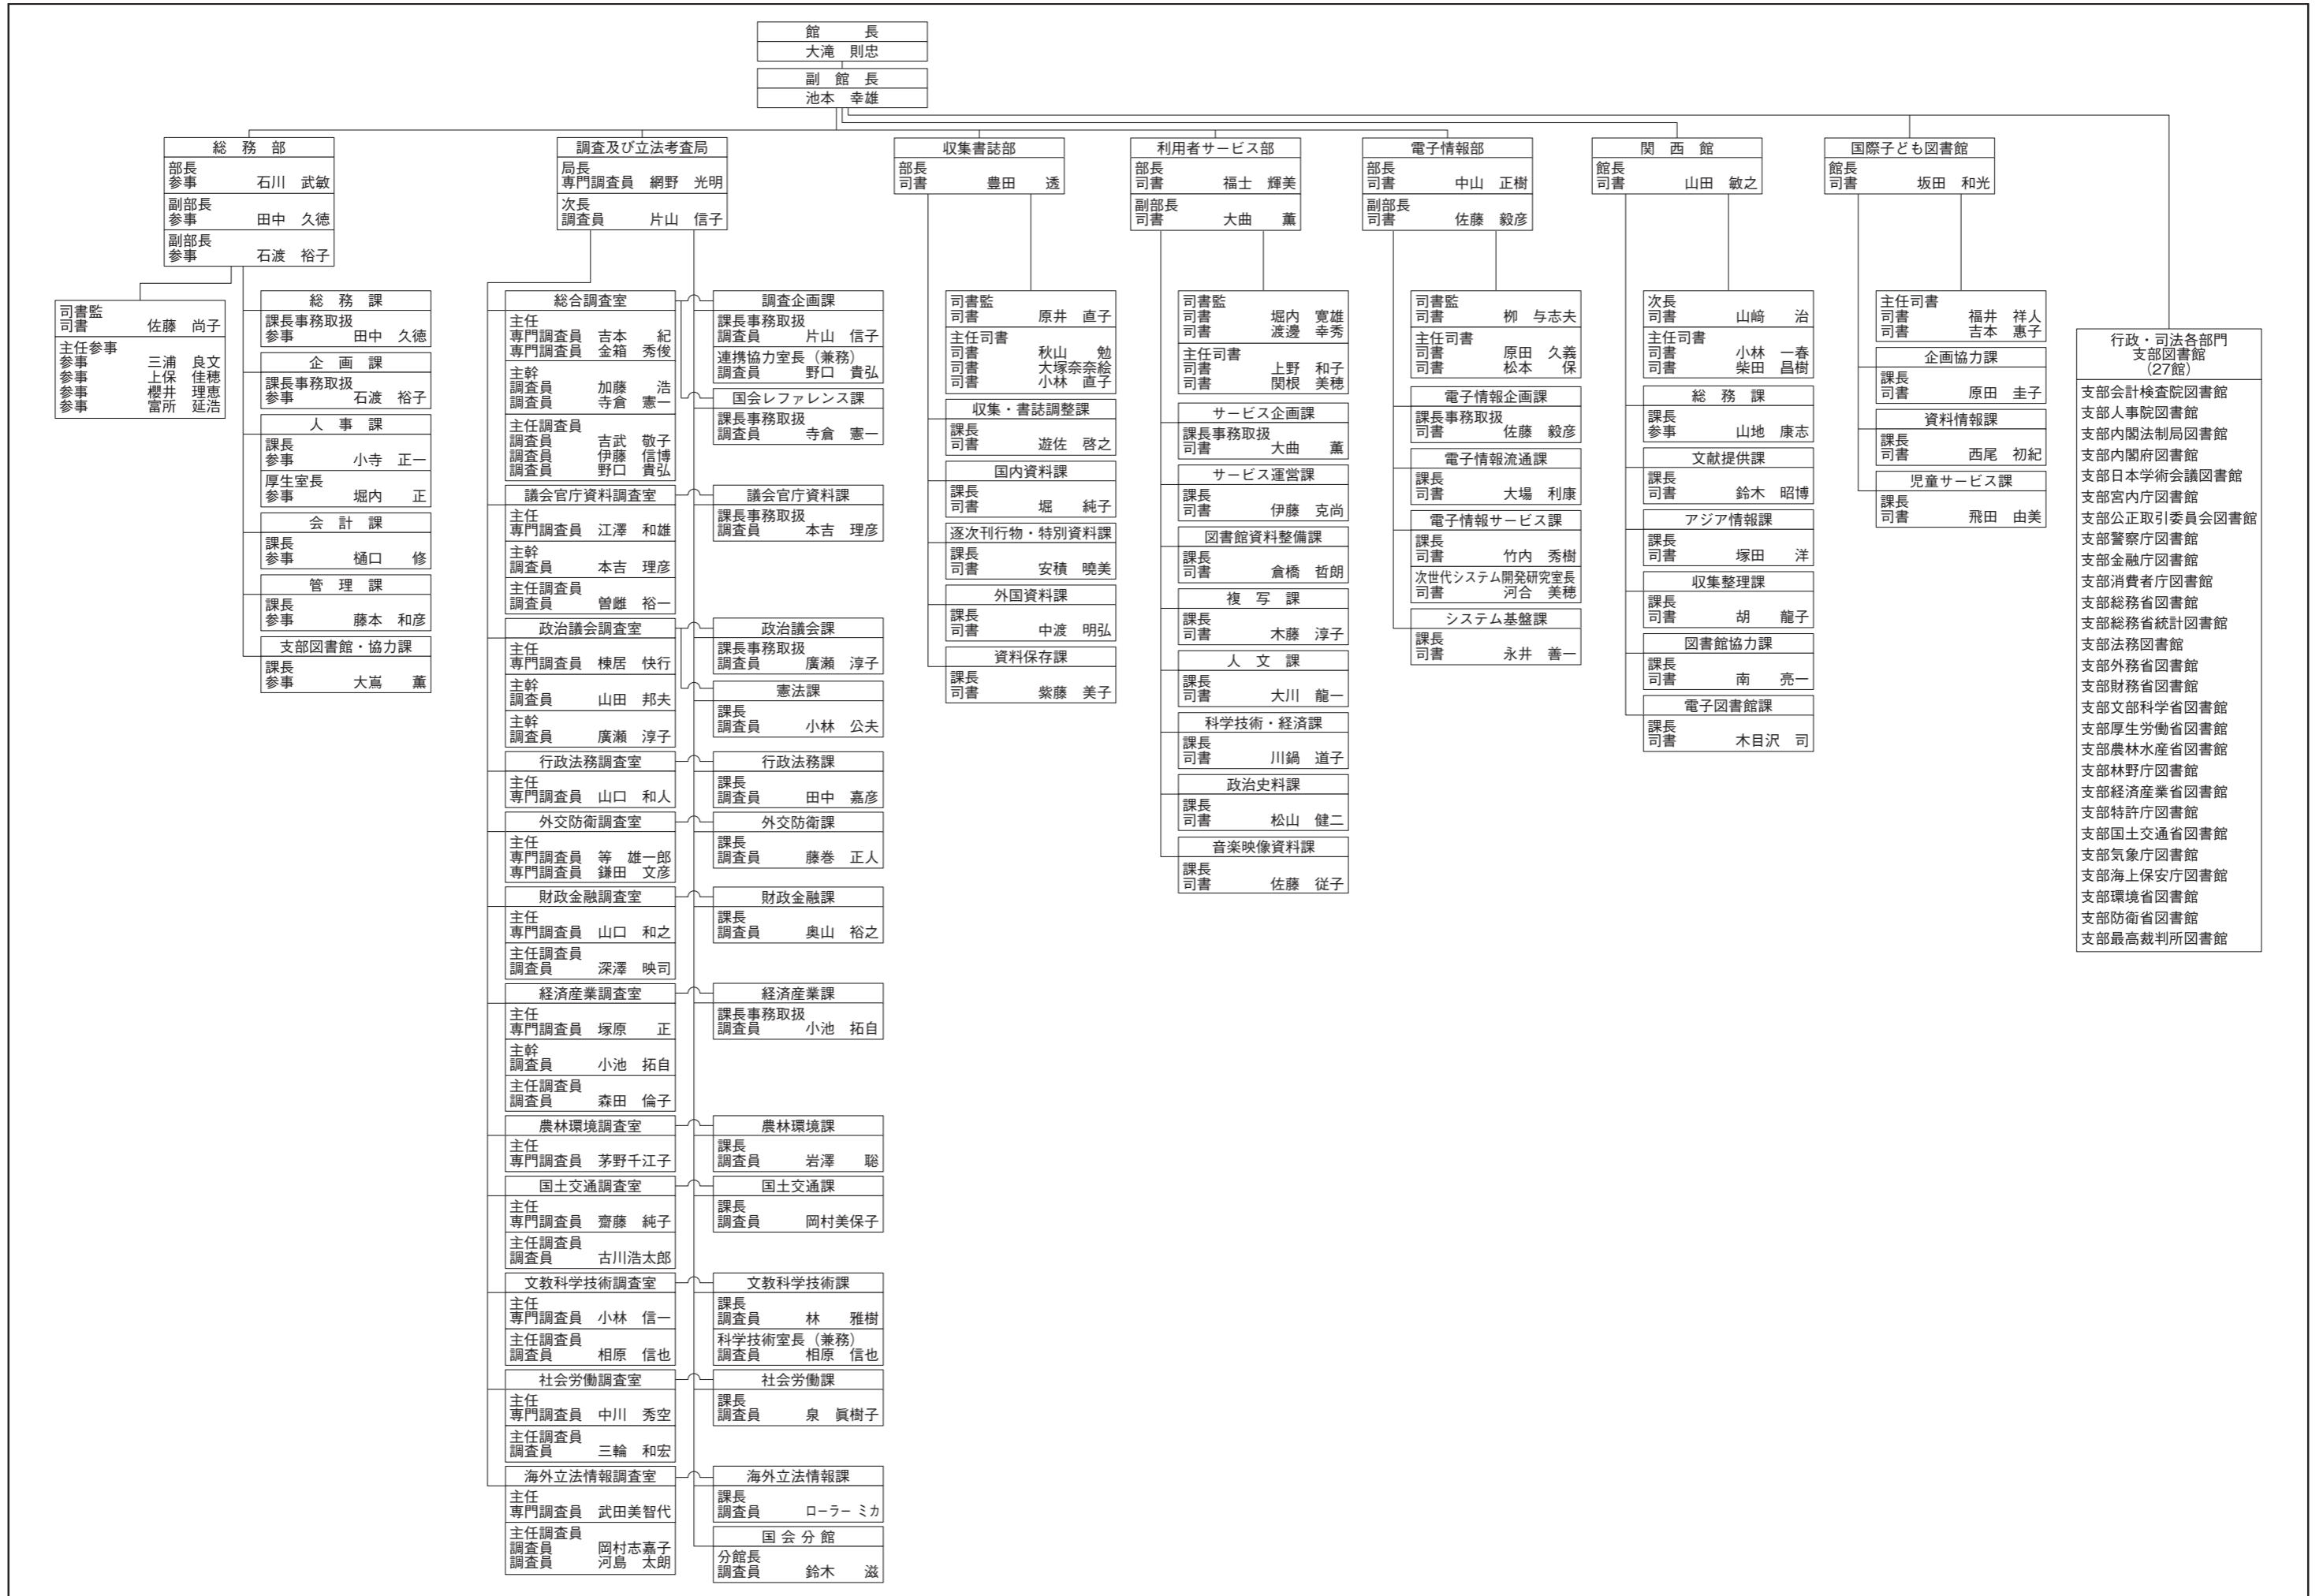 館　　長
大滝　則忠
副　館　長
池本　幸雄
総　務　部
部長
参事　石川　武敏
副部長
参事　田中　久徳
副部長
参事　石渡　裕子
司書監
司書　佐藤　尚子
主任参事
参事　三浦　良文
参事　上保　佳穂
参事　櫻井　理恵
参事　富所　延浩
総　務　課
課長事務取扱
参事　田中　久徳
企　画　課
課長事務取扱
参事　石渡　裕子
人　事　課
課長
参事　小寺　正一
厚生室長
参事　堀内　正
会　計　課
課長
参事　樋口　修
管　理　課
課長
参事　藤本　和彦
支部図書館・協力課
課長
参事　大嶌　薫
調査及び立法考査局
局長
専門調査員　網野　光明
次長
調査員　片山　信子
総合調査室
主任
専門調査員　吉本　紀
専門調査員　金箱　秀俊
主幹
調査員　加藤　浩
調査員　寺倉　憲一
主任調査員
調査員　吉武　敬子
調査員　伊藤　信博
調査員　野口　貴弘
調査企画課
課長事務取扱
調査員　片山　信子
連携協力室長（兼務）
調査員　野口　貴弘
国会レファレンス課
課長事務取扱
調査員　寺倉　憲一
議会官庁資料調査室
主任
専門調査員　江澤　和雄
主幹
調査員　本吉　理彦
主任調査員
調査員　曽雌　裕一
議会官庁資料課
課長事務取扱
調査員　本吉　理彦
政治議会調査室
主任
専門調査員　棟居　快行
主幹
調査員　山田　邦夫
主幹
調査員　廣瀬　淳子
政治議会課
課長事務取扱
調査員　廣瀬　淳子
憲法課
課長
調査員　小林　公夫
行政法務調査室
主任
専門調査員　山口　和人
行政法務課
課長
調査員　田中　嘉彦
外交防衛調査室
主任
専門調査員　等　雄一郎
専門調査員　鎌田　文彦
外交防衛課
課長
調査員　藤巻　正人
財政金融調査室
主任
専門調査員　山口　和之
主任調査員
調査員　深澤　映司
財政金融課
課長
調査員　奥山　裕之
経済産業調査室
主任
専門調査員　塚原　正
主幹
調査員　小池　拓自
主任調査員
調査員　森田　倫子
経済産業課
課長事務取扱
調査員　小池　拓自
農林環境調査室
主任
専門調査員　茅野千江子
農林環境課
課長
調査員　岩澤　聡
国土交通調査室
主任
専門調査員　齋藤　純子
主任調査員
調査員　古川浩太郎
国土交通課
課長
調査員　岡村美保子
文教科学技術調査室
主任
専門調査員　小林　信一
主任調査員
調査員　相原　信也
文教科学技術課
課長
調査員　林　雅樹
科学技術室長（兼務）
調査員　相原　信也
社会労働調査室
主任
専門調査員　中川　秀空
主任調査員
調査員　三輪　和宏
社会労働課
課長
調査員　泉　眞樹子
海外立法情報調査室
主任
専門調査員　武田美智代
主任調査員
調査員　岡村志嘉子
調査員　河島　太朗
海外立法情報課
課長
調査員　ローラー ミカ
国 会 分 館
分館長
調査員　鈴木　滋
収集書誌部
部長
司書　豊田　透
司書監
司書　原井　直子
主任司書
司書　秋山　勉
司書　大塚奈奈絵
司書　小林　直子
収集・書誌調整課
課長
司書　遊佐　啓之
国内資料課
課長
司書　堀　純子
逐次刊行物・特別資料課
課長
司書　安積　暁美
外国資料課
課長
司書　中渡　明弘
資料保存課
課長
司書　紫藤　美子
利用者サービス部
部長
司書　福士　輝美
副部長
司書　大曲　薫
司書監
司書　堀内　寛雄
司書　渡邊　幸秀
主任司書
司書　上野　和子
司書　関根　美穂
サービス企画課
課長事務取扱
司書　大曲　薫
サービス運営課
課長
司書　伊藤　克尚
図書館資料整備課
課長
司書　倉橋　哲朗
複　写　課
課長
司書　木藤　淳子
人　文　課
課長
司書　大川　龍一
科学技術・経済課
課長
司書　川鍋　道子
政治史料課
課長
司書　松山　健二
音楽映像資料課
課長
司書　佐藤　従子
電子情報部
部長
司書　中山　正樹
副部長
司書　佐藤　毅彦
司書監
司書　栁　与志夫
主任司書
司書　原田　久義
司書　松本　保
電子情報企画課
課長事務取扱
司書　佐藤　毅彦
電子情報流通課
課長
司書　大場　利康
電子情報サービス課
課長
司書　竹内　秀樹
次世代システム開発研究室長
司書　河合　美穂
システム基盤課
課長
司書　永井　善一
関　西　館
館長
司書　山田　敏之
次長
司書　山﨑　治
主任司書
司書　小林　一春
司書　柴田　昌樹
総　務　課
課長
参事　山地　康志
文献提供課
課長
司書　鈴木　昭博
アジア情報課
課長
司書　塚田　洋
収集整理課
課長
司書　胡　龍子
図書館協力課
課長
司書　南　亮一
電子図書館課
課長
司書　木目沢　司
国際子ども図書館
館長
司書　坂田　和光
主任司書
司書　福井　祥人
司書　吉本　惠子
企画協力課
課長
司書　原田　圭子
資料情報課
課長
司書　西尾　初紀
児童サービス課
課長
司書　飛田　由美
行政・司法各部門
支部図書館
（27館）
支部会計検査院図書館
支部人事院図書館
支部内閣法制局図書館
支部内閣府図書館
支部日本学術会議図書館
支部宮内庁図書館
支部公正取引委員会図書館
支部警察庁図書館
支部金融庁図書館
支部消費者庁図書館
支部総務省図書館
支部総務省統計図書館
支部法務図書館
支部外務省図書館
支部財務省図書館
支部文部科学省図書館
支部厚生労働省図書館
支部農林水産省図書館
支部林野庁図書館
支部経済産業省図書館
支部特許庁図書館
支部国土交通省図書館
支部気象庁図書館
支部海上保安庁図書館
支部環境省図書館
支部防衛省図書館
支部最高裁判所図書館